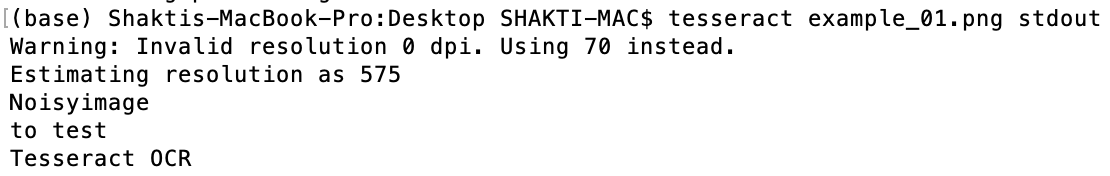 (base) Shaktis-MacBook-Pro:Desktop SHAKTI-MAC$ tesseract example_01.png stdout
Warning: Invalid resolution 0 dpi. Using 70 instead.
Estimating resolution as 575
Noisyimage
to test
Tesseract OCR